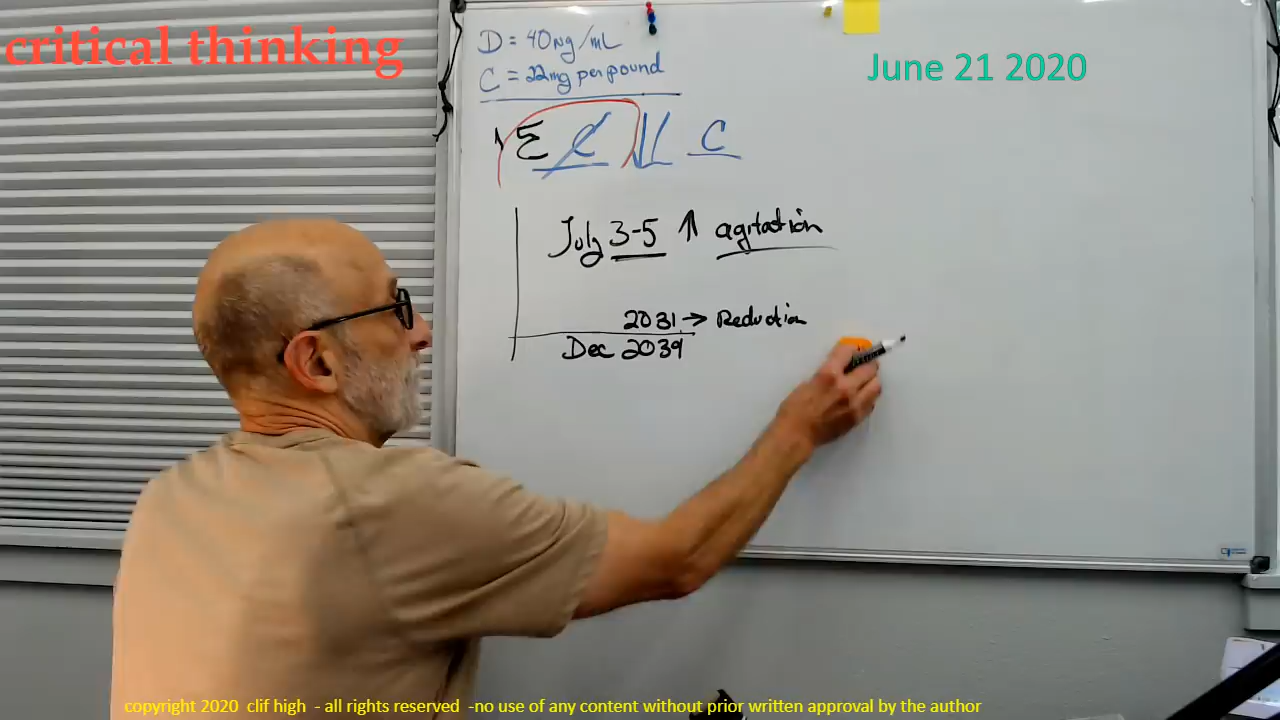 critical thinking
June 21 2020
D = 40ng/mL
C = 22mg per pound
C
July 3-5 ⇑ agitation
2031 → Reduction
Dec 2039
copyright 2020 clif high - all rights reserved -no use of any content without prior written approval by the author